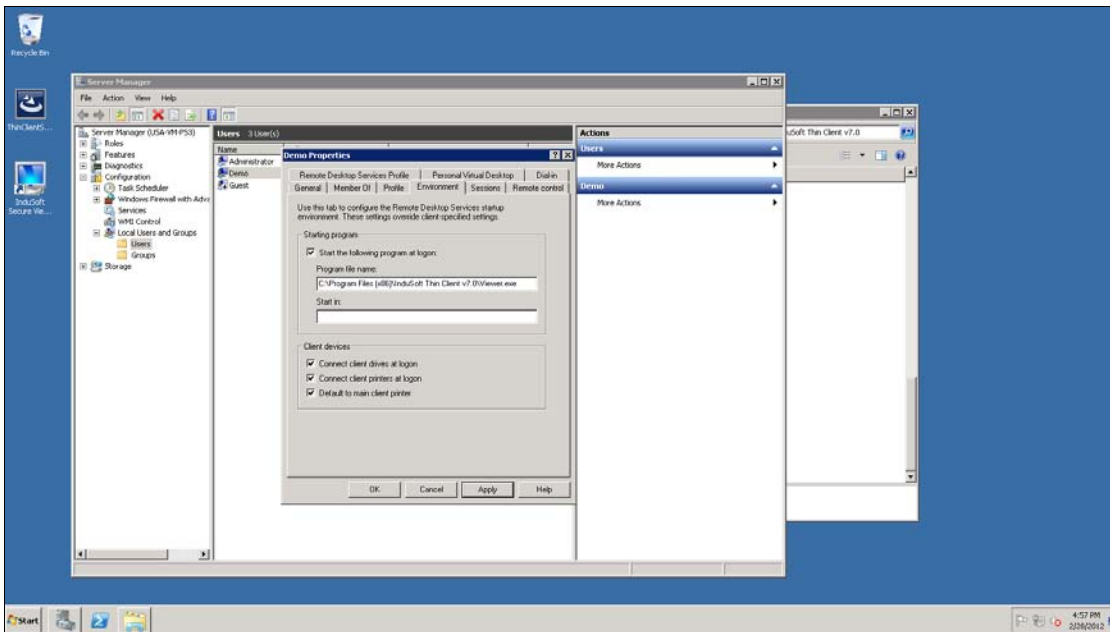 Recycle Bin
ThinClientS...
InduSoft
Secure Vie...
Server Manager
File Action View Help
Server Manager (USA-VM-PS3)
Roles
Features
Diagnostics
Configuration
Task Scheduler
Windows Firewall with Adva
Services
WMI Control
Local Users and Groups
Users
Groups
Storage
Users 3 User(s)
Name
Administrator
Demo
Guest
Demo Properties
Remote Desktop Services Profile Personal Virtual Desktop Dial-in
General Member Of Profile Environment Sessions Remote control
Use this tab to configure the Remote Desktop Services startup
environment. These settings override client-specified settings.
Starting program
Start the following program at logon:
Program file name:
C:\Program Files (x86)\InduSoft Thin Client v7.0\Viewer.exe
Start in:
Client devices
Connect client drives at logon
Connect client printers at logon
Default to main client printer
OK Cancel Apply Help
Actions
Users
More Actions
Demo
More Actions
uSoft Thin Client v7.0
Start
4:57 PM
2/28/2012